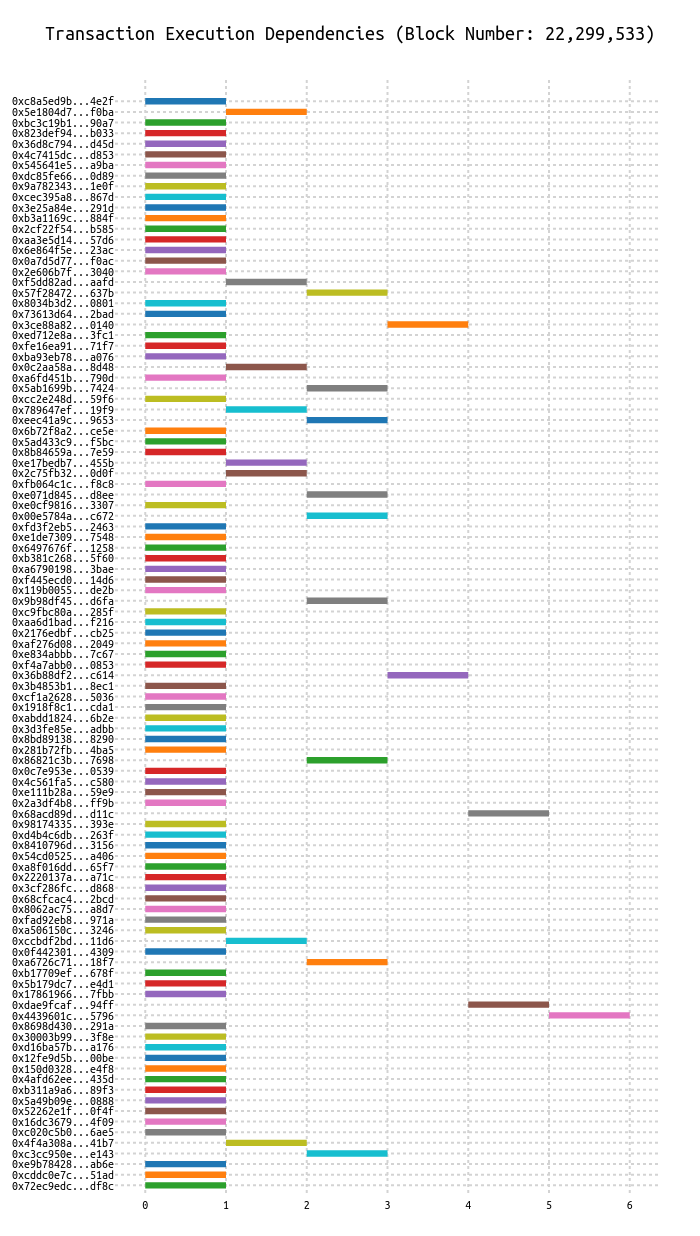 Transaction Execution Dependencies (Block Number: 22,299,533)
0xc8a5ed9b...4e2f
0x5e1804d7...f0ba
0xbc3c19b1...90a7
0x823def94...b033
0x36d8c794...d45d
0x4c7415dc...d853
0x545641e5...a9ba
0xdc85fe66...0d89
0x9a782343...1e0f
0xcec395a8...867d
0x3e25a84e...291d
0xb3a1169c...884f
0x2cf22f54...b585
0xaa3e5d14...57d6
0x6e864f5e...23ac
0x0a7d5d77...f0ac
0x2e606b7f...3040
0xf5dd82ad...aafd
0x57f28472...637b
0x8034b3d2...0801
0x73613d64...2bad
0x3ce88a82...0140
0xed712e8a...3fc1
0xfe16ea91...71f7
0xba93eb78...a076
0x0c2aa58a...8d48
0xa6fd451b...790d
0x5ab1699b...7424
0xcc2e248d...59f6
0x789647ef...19f9
0xeec41a9c...9653
0x6b72f8a2...ce5e
0x5ad433c9...f5bc
0x8b84659a...7e59
0xe17bedb7...455b
0x2c75fb32...0d0f
0xfb064c1c...f8c8
0xe071d845...d8ee
0xe0cf9816...3307
0x00e5784a...c672
0xfd3f2eb5...2463
0xe1de7309...7548
0x6497676f...1258
0xb381c268...5f60
0xa6790198...3bae
0xf445ecd0...14d6
0x119b0055...de2b
0x9b98df45...d6fa
0xc9fbc80a...285f
0xaa6d1bad...f216
0x2176edbf...cb25
0xaf276d08...2049
0xe834abbb...7c67
0xf4a7abb0...0853
0x36b88df2...c614
0x3b4853b1...8ec1
0xcf1a2628...5036
0x1918f8c1...cda1
0xabdd1824...6b2e
0x3d3fe85e...adbb
0x8bd89138...8290
0x281b72fb...4ba5
0x86821c3b...7698
0x0c7e953e...0539
0x4c561fa5...c580
0xe111b28a...59e9
0x2a3df4b8...ff9b
0x68acd89d...d11c
0x98174335...393e
0xd4b4c6db...263f
0x8410796d...3156
0x54cd0525...a406
0xa8f016dd...65f7
0x2220137a...a71c
0x3cf286fc...d868
0x68cfcac4...2bcd
0x8062ac75...a8d7
0xfad92eb8...971a
0xa506150c...3246
0xccbdf2bd...11d6
0x0f442301...4309
0xa6726c71...18f7
0xb17709ef...678f
0x5b179dc7...e4d1
0x17861966...7fbb
0xdae9fcaf...94ff
0x4439601c...5796
0x8698d430...291a
0x30003b99...3f8e
0xd16ba57b...a176
0x12fe9d5b...00be
0x150d0328...e4f8
0x4afd62ee...435d
0xb311a9a6...89f3
0x5a49b09e...0888
0x52262e1f...0f4f
0x16dc3679...4f09
0xc020c5b0...6ae5
0x4f4a308a...41b7
0xc3cc950e...e143
0xe9b78428...ab6e
0xcddc0e7c...51ad
0x72ec9edc...df8c
0 1 2 3 4 5 6